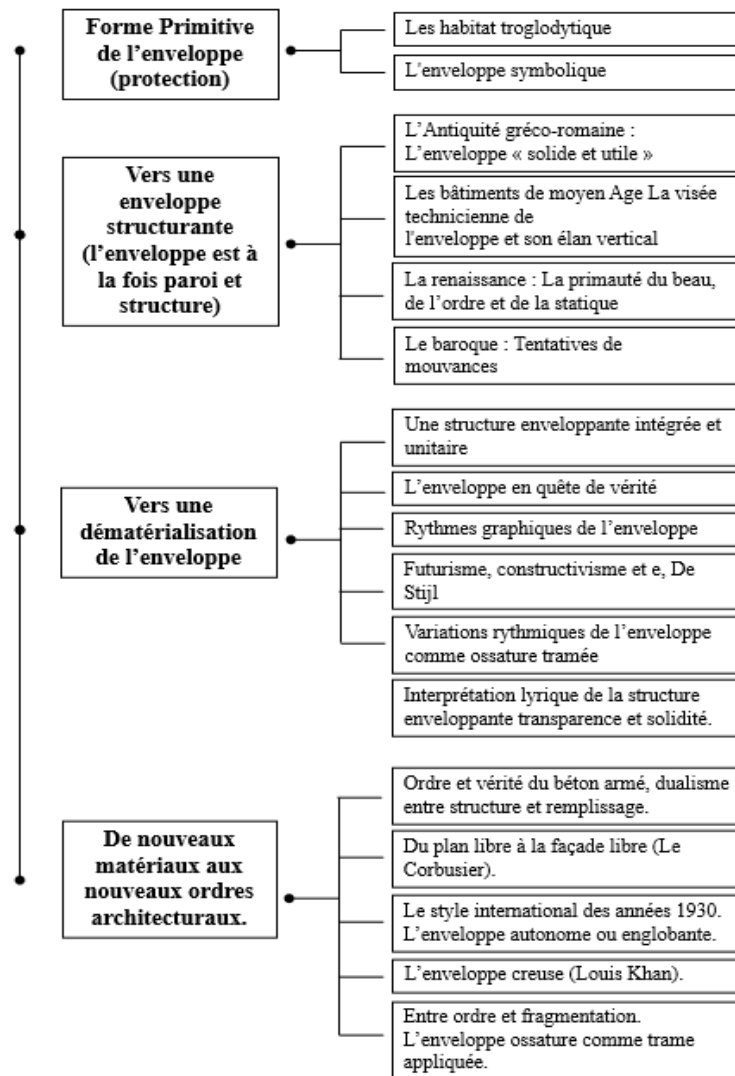 Forme Primitive
de l’enveloppe
(protection)
Les habitat troglodytique
L'enveloppe symbolique
Vers une
enveloppe
structurante
(l’enveloppe est à
la fois paroi et
structure)
L’Antiquité gréco-romaine :
L’enveloppe « solide et utile »
Les bâtiments de moyen Age La visée
technicienne de
l'enveloppe et son élan vertical
La renaissance : La primauté du beau,
de l’ordre et de la statique
Le baroque : Tentatives de
mouvances
Vers une
dématérialisation
de l’enveloppe
Une structure enveloppante intégrée et
unitaire
L’enveloppe en quête de vérité
Rythmes graphiques de l’enveloppe
Futurisme, constructivisme et e, De
Stijl
Variations rythmiques de l’enveloppe
comme ossature tramée
Interprétation lyrique de la structure
enveloppante transparence et solidité.
De nouveaux
matériaux aux
nouveaux ordres
architecturaux.
Ordre et vérité du béton armé, dualisme
entre structure et remplissage.
Du plan libre à la façade libre (Le
Corbusier).
Le style international des années 1930.
L’enveloppe autonome ou englobante.
L’enveloppe creuse (Louis Khan).
Entre ordre et fragmentation.
L’enveloppe ossature comme trame
appliquée.